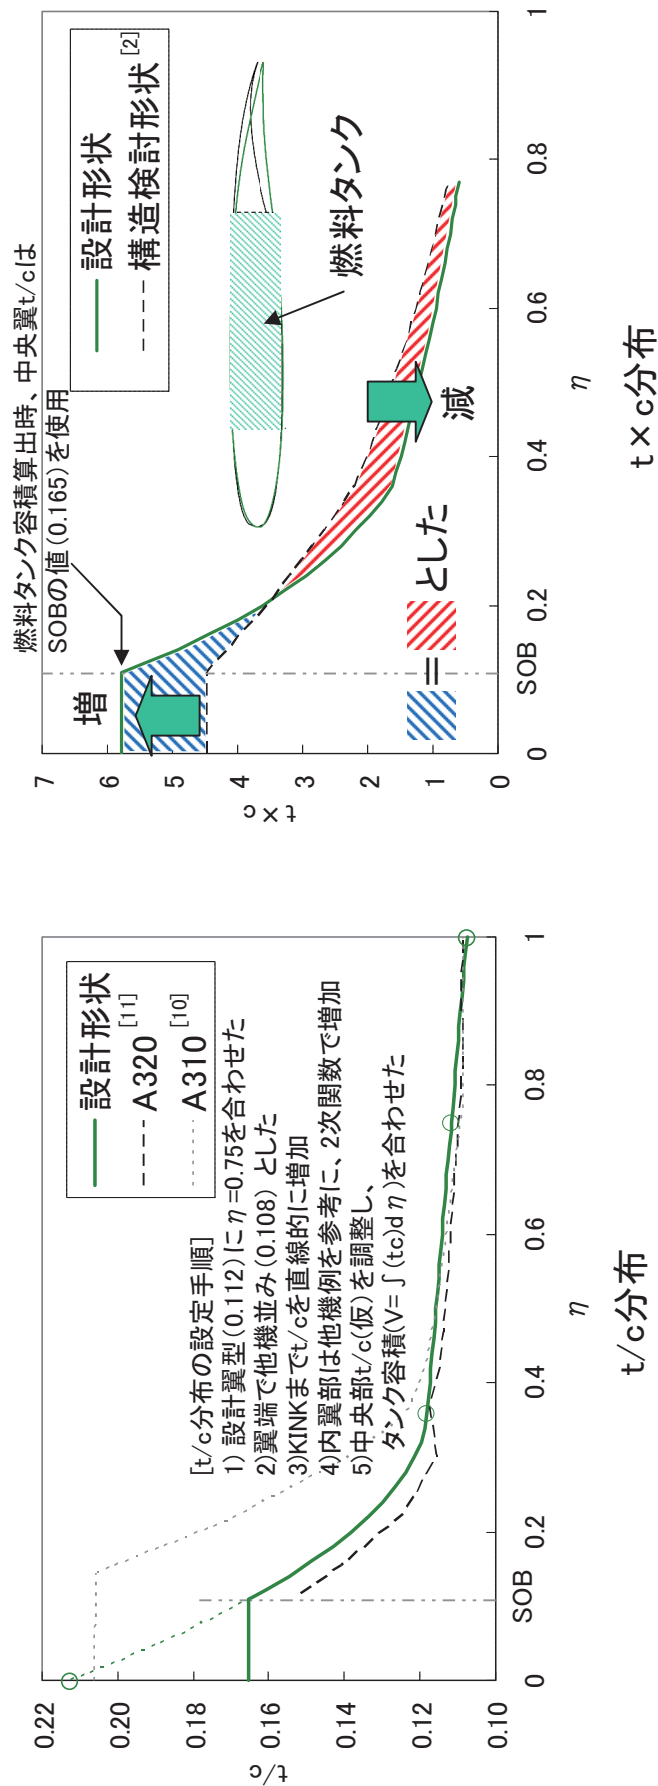 0.22
0.20
0.18
0.16
0.14
0.12
0.10
t/c
0
SOB
0.2
0.4
0.6
0.8
1
η
t/c分布
設計形状
A320[11]
A310[10]
[t/c分布の設定手順]
1) 設計翼型(0.112)にη=0.75を合わせた
2)翼端で他機並み(0.108) とした
3)KINKまでt/cを直線的に増加
4)内翼部は他機例を参考に、2次関数で増加
5)中央部t/c(仮)を調整し、
タンク容積(V=∫(tc)dη)を合わせた
燃料タンク容積算出時、中央翼t/cは
SOBの値(0.165)を使用
7
6
5
4
3
2
1
0
t×c
0
SOB
0.2
0.4
0.6
0.8
1
η
t×c分布
設計形状
構造検討形状[2]
増
減
燃料タンク
= とした